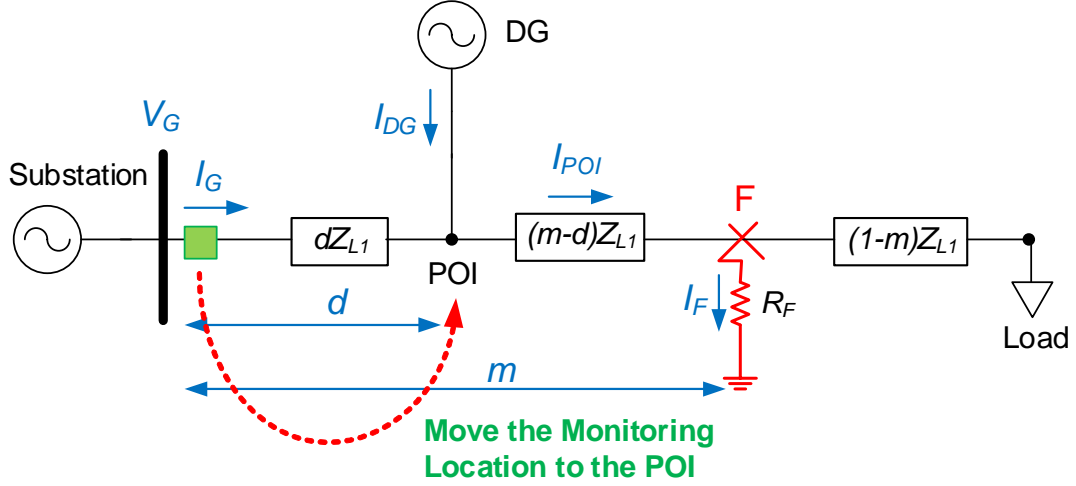 DG
V_G
I_DG
Substation
I_G
I_POI
F
dZ_L1
(m-d)Z_L1
(1-m)Z_L1
POI
d
I_F
R_F
Load
m
Move the Monitoring
Location to the POI